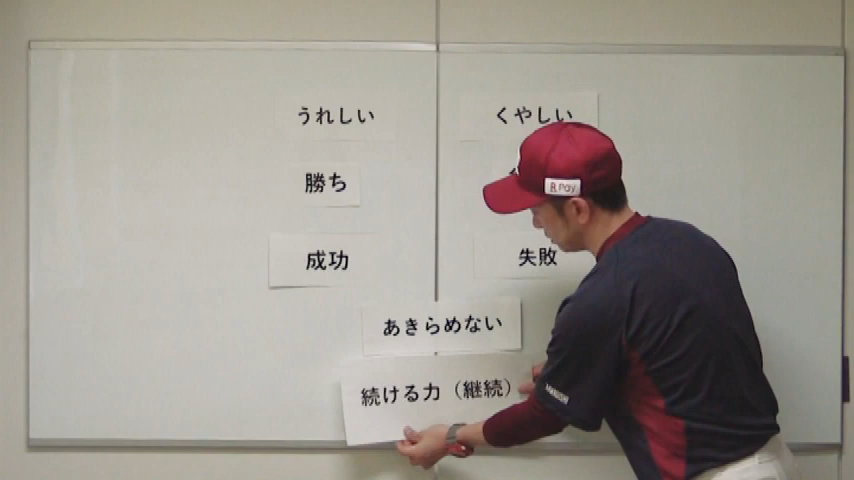 うれしい
くやしい
勝ち
成功
失敗
あきらめない
続ける力（継続）
R Pay